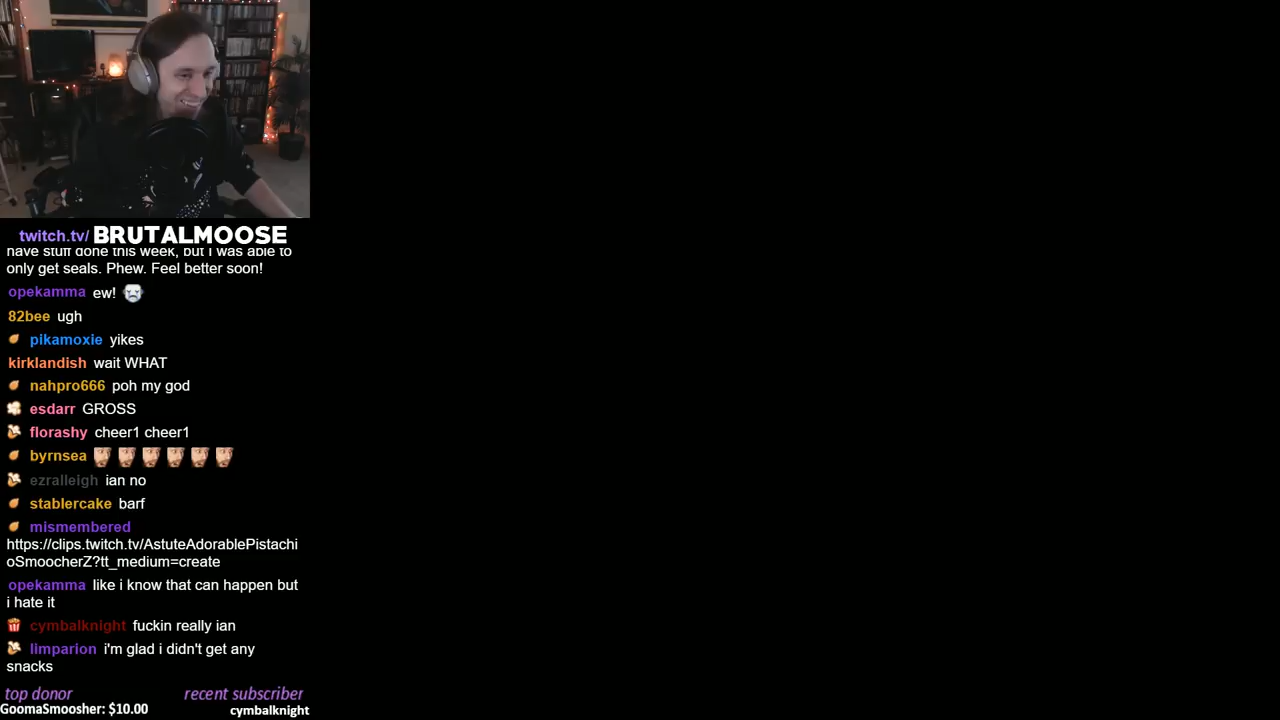 twitch.tv/ BRUTALMOOSE
have stuff done this week, but I was able to
only get seals. Phew. Feel better soon!
opekamma ew!
82bee ugh
pikamoxie yikes
kirklandish wait WHAT
nahpro666 poh my god
esdarr GROSS
florashy cheer1 cheer1
byrnsea
ezralleigh ian no
stablercake barf
mismembered
https://clips.twitch.tv/AstuteAdorablePistachi
oSmoocherZ?tt_medium=create
opekamma like i know that can happen but
i hate it
cymbalknight fuckin really ian
limparion i'm glad i didn't get any
snacks
top donor recent subscriber
GoomaSmoosher: $10.00 cymbalknight